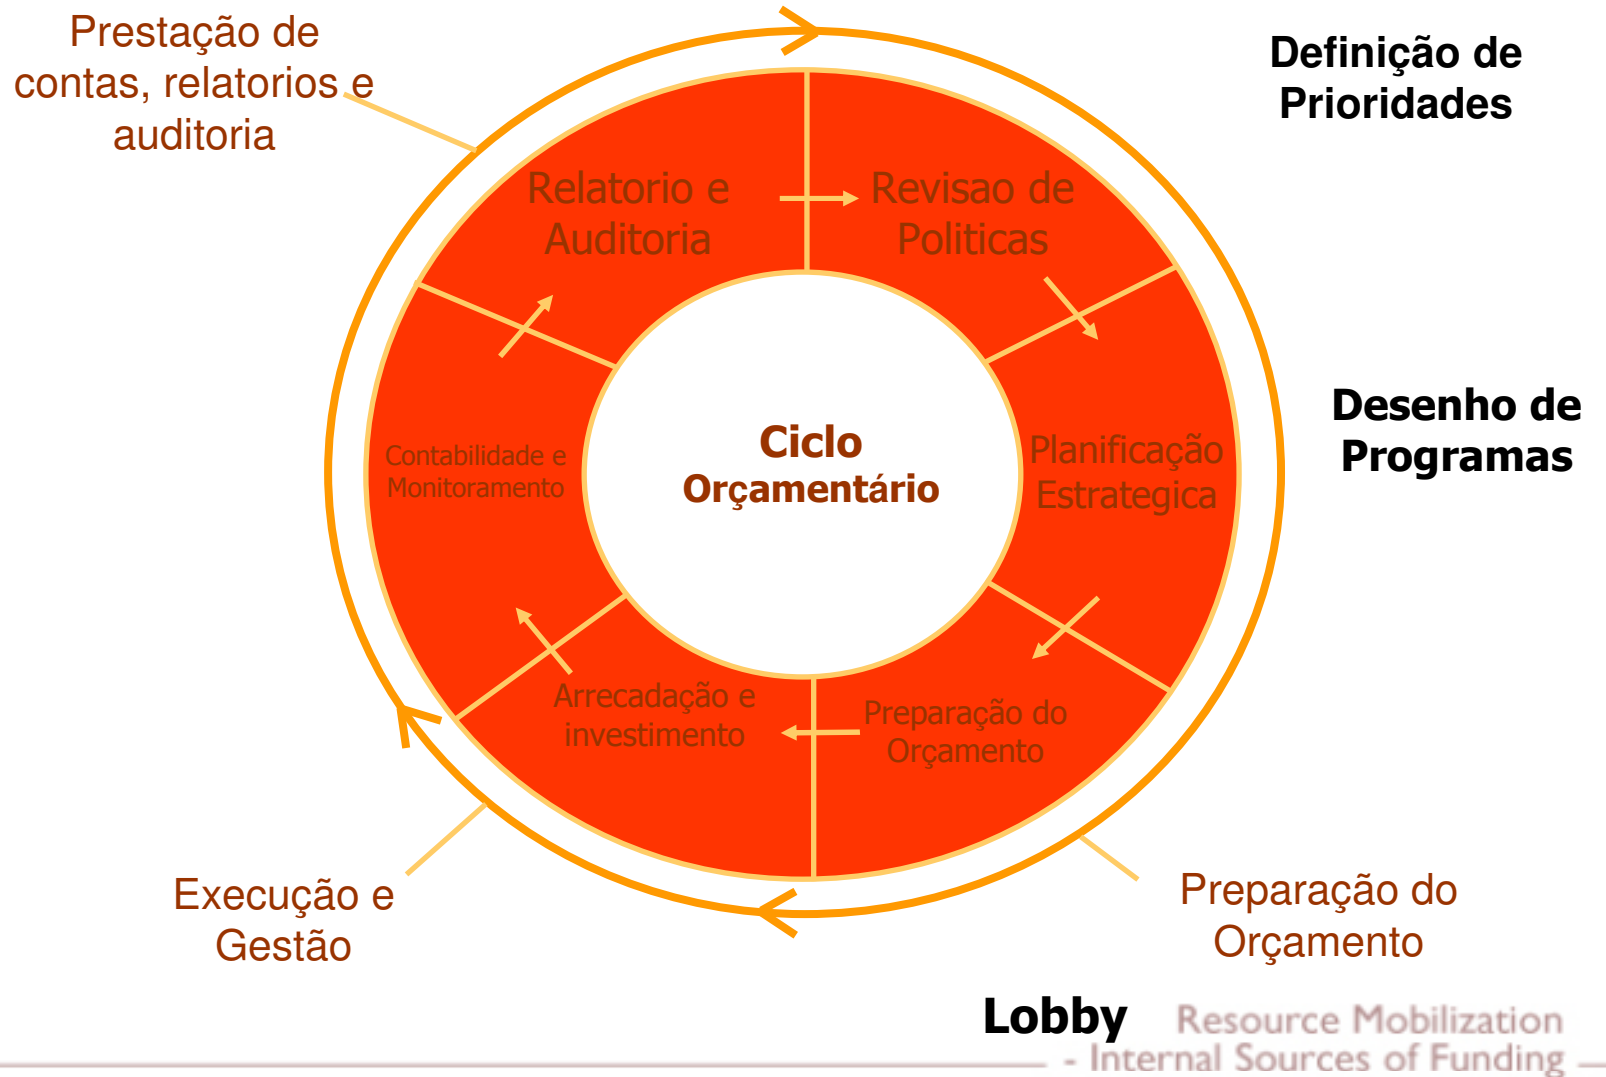 Prestação de
contas, relatorios e
auditoria
Definição de
Prioridades
Relatorio e
Auditoria
Revisao de
Politicas
Desenho de
Programas
Ciclo
Orçamentário
Contabilidade e
Monitoramento
Planificação
Estrategica
Arrecadação e
investimento
Preparação do
Orçamento
Execução e
Gestão
Preparação do
Orçamento
Lobby
Resource Mobilization
- Internal Sources of Funding